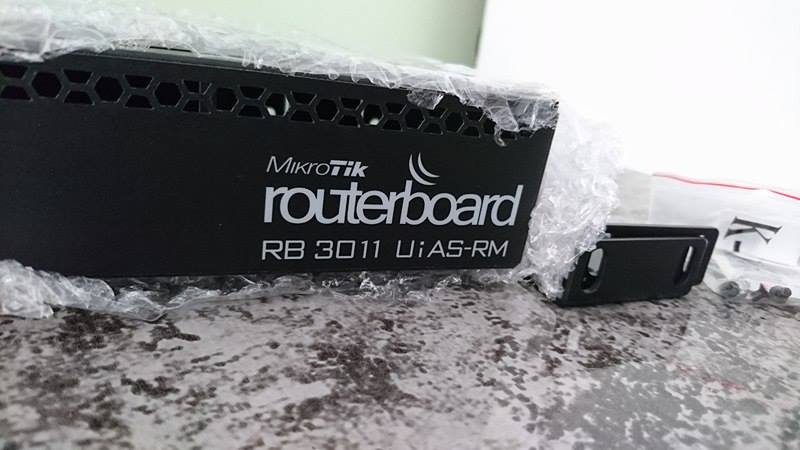 MikroTik
routerboard
RB 3011 UiAS-RM
K-